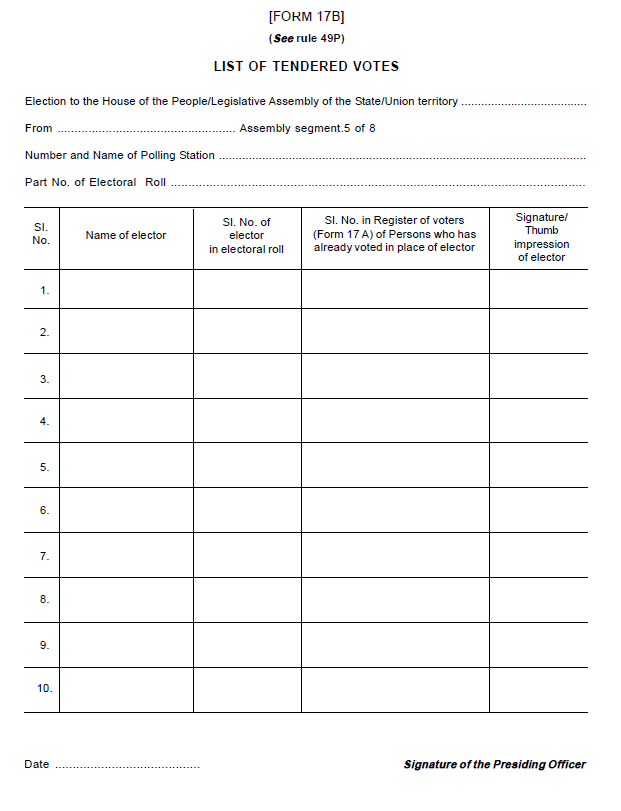 [FORM 17B]
(See rule 49P)
LIST OF TENDERED VOTES
Election to the House of the People/Legislative Assembly of the State/Union territory ......................................
From ..................................................... Assembly segment.5 of 8
Number and Name of Polling Station ..............................................................................................................
Part No. of Electoral Roll ............................................................................................................................
Sl. No.
Name of elector
Sl. No. of elector in electoral roll
Sl. No. in Register of voters (Form 17 A) of Persons who has already voted in place of elector
Signature/ Thumb impression of elector
1.
2.
3.
4.
5.
6.
7.
8.
9.
10.
Date .........................................
Signature of the Presiding Officer